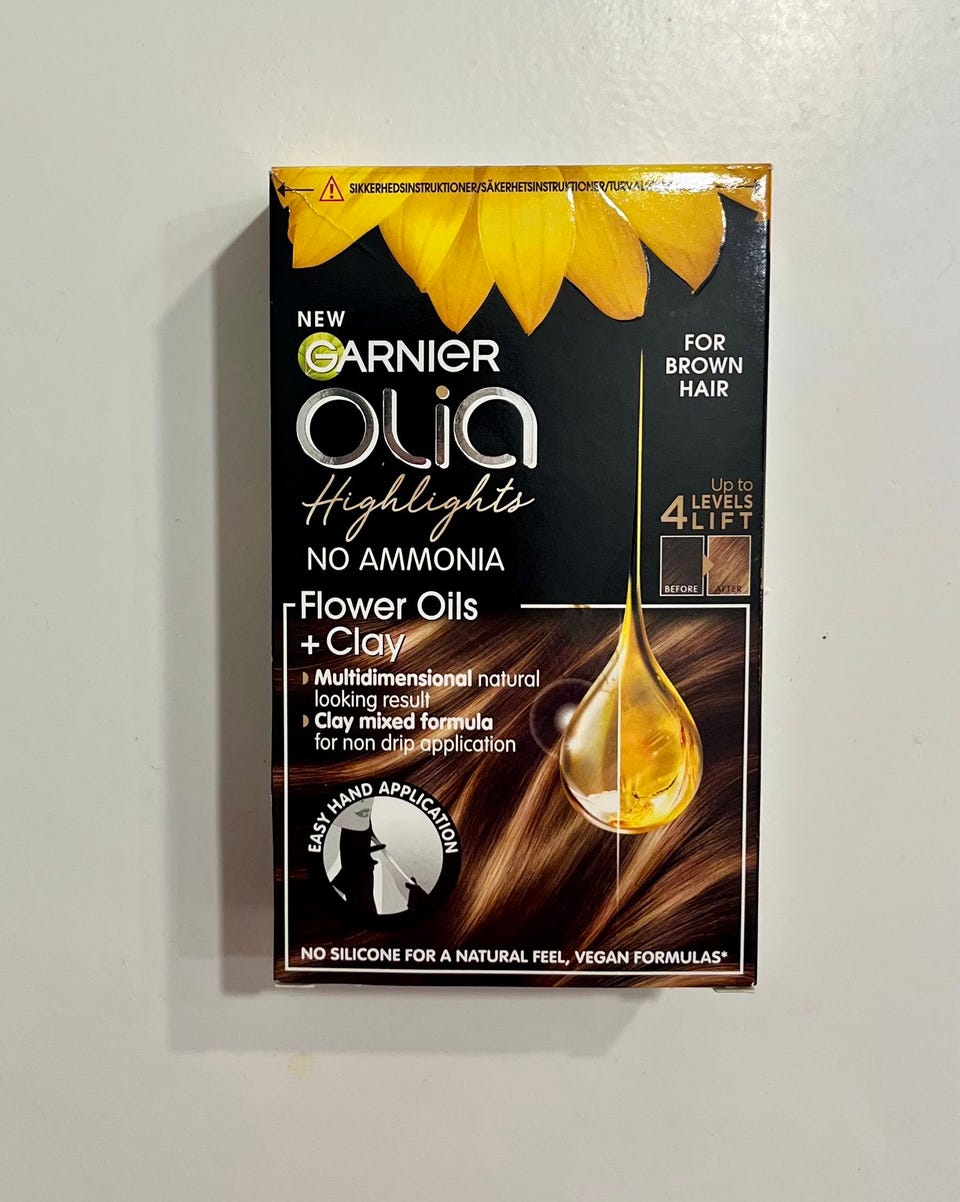 SIKKERHEDSINSTRUKTIONER/SÄKERHETSINSTRUKTIONER/
NEW
GARNIER
OLIA
Highlights
NO AMMONIA
FOR
BROWN
HAIR
Up to
4 LEVELS
LIFT
BEFORE
AFTER
Flower Oils
+ Clay
Multidimensional natural
looking result
Clay mixed formula
for non drip application
EASY HAND APPLICATION
NO SILICONE FOR A NATURAL FEEL, VEGAN FORMULAS*